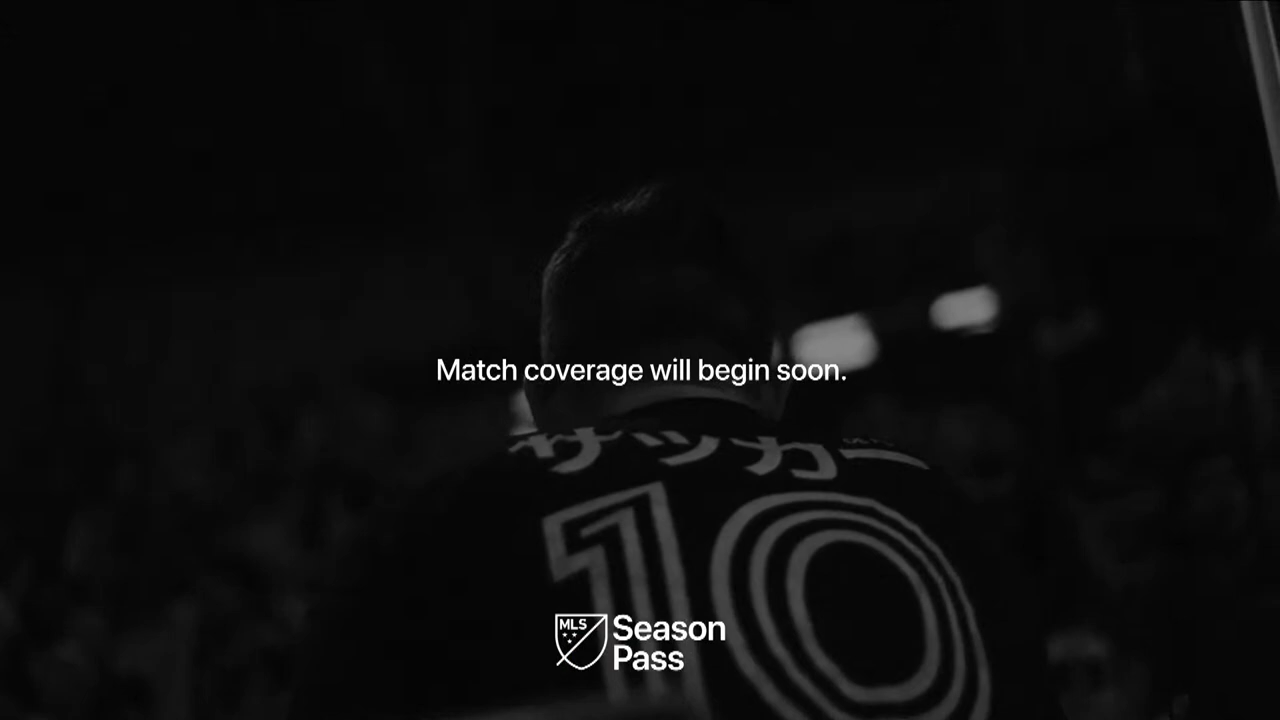 Match coverage will begin soon.
サッカー
10
MLS
Season
Pass